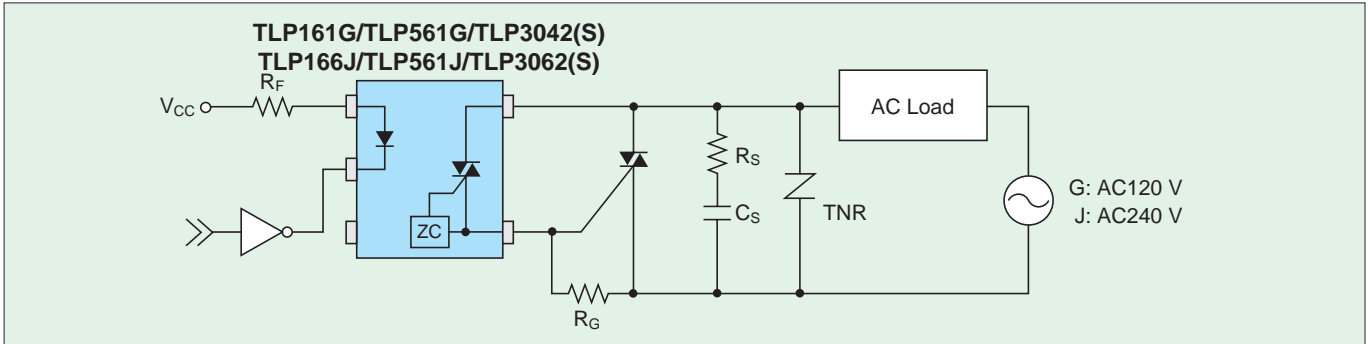 TLP161G/TLP561G/TLP3042(S)
TLP166J/TLP561J/TLP3062(S)
RF
VCC
ZC
RG
RS
CS
TNR
AC Load
G: AC120 V
J: AC240 V